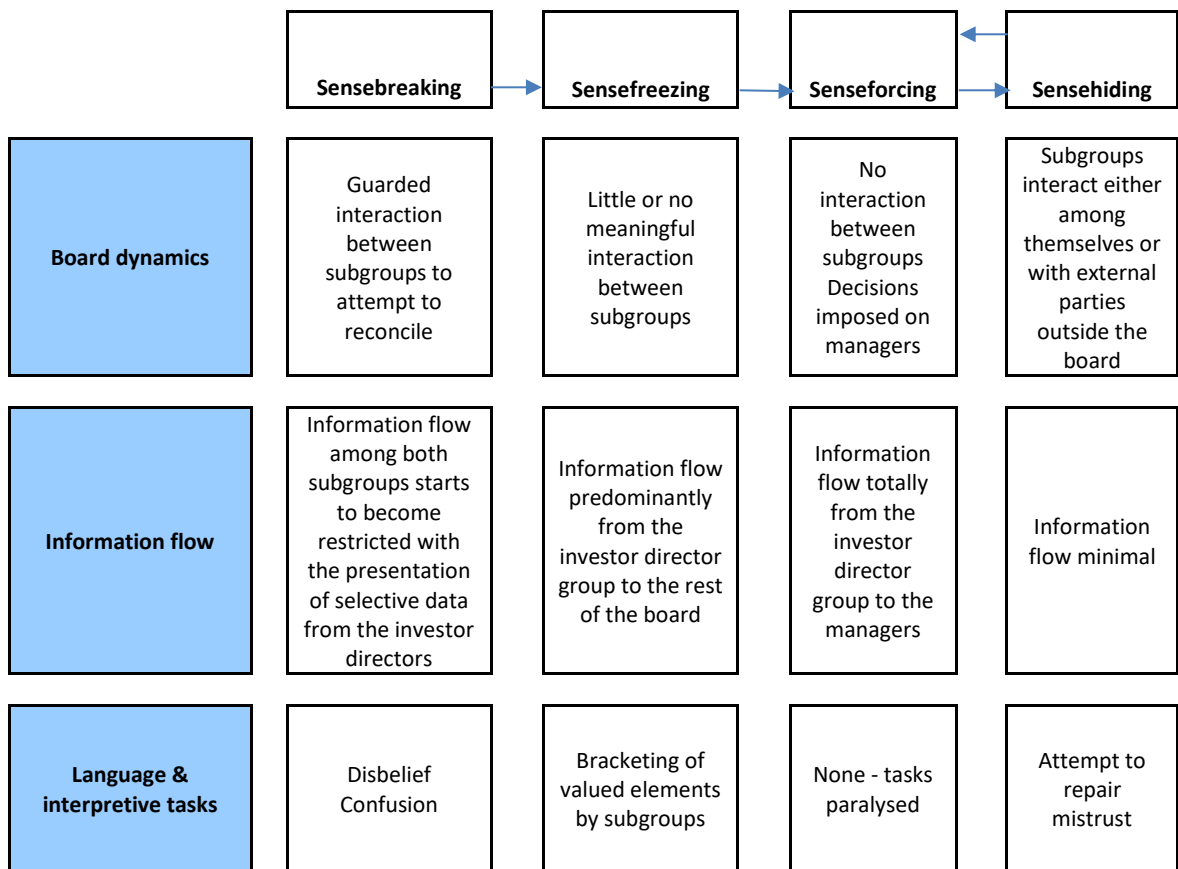 Sensebreaking
Sensefreezing
Senseforcing
Sensehiding
Board dynamics
Guarded
interaction
between
subgroups to
attempt to
reconcile
Little or no
meaningful
interaction
between
subgroups
No
interaction
between
subgroups
Decisions
imposed on
managers
Subgroups
interact either
among
themselves or
with external
parties
outside the
board
Information flow
Information flow
among both
subgroups starts
to become
restricted with
the presentation
of selective data
from the investor
directors
Information flow
predominantly
from the
investor director
group to the rest
of the board
Information
flow totally
from the
investor
director
group to the
managers
Information
flow minimal
Language &
interpretive tasks
Disbelief
Confusion
Bracketing of
valued elements
by subgroups
None - tasks
paralysed
Attempt to
repair
mistrust